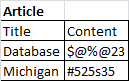 Article
Title Content
Database $@%@23
Michigan #525s35